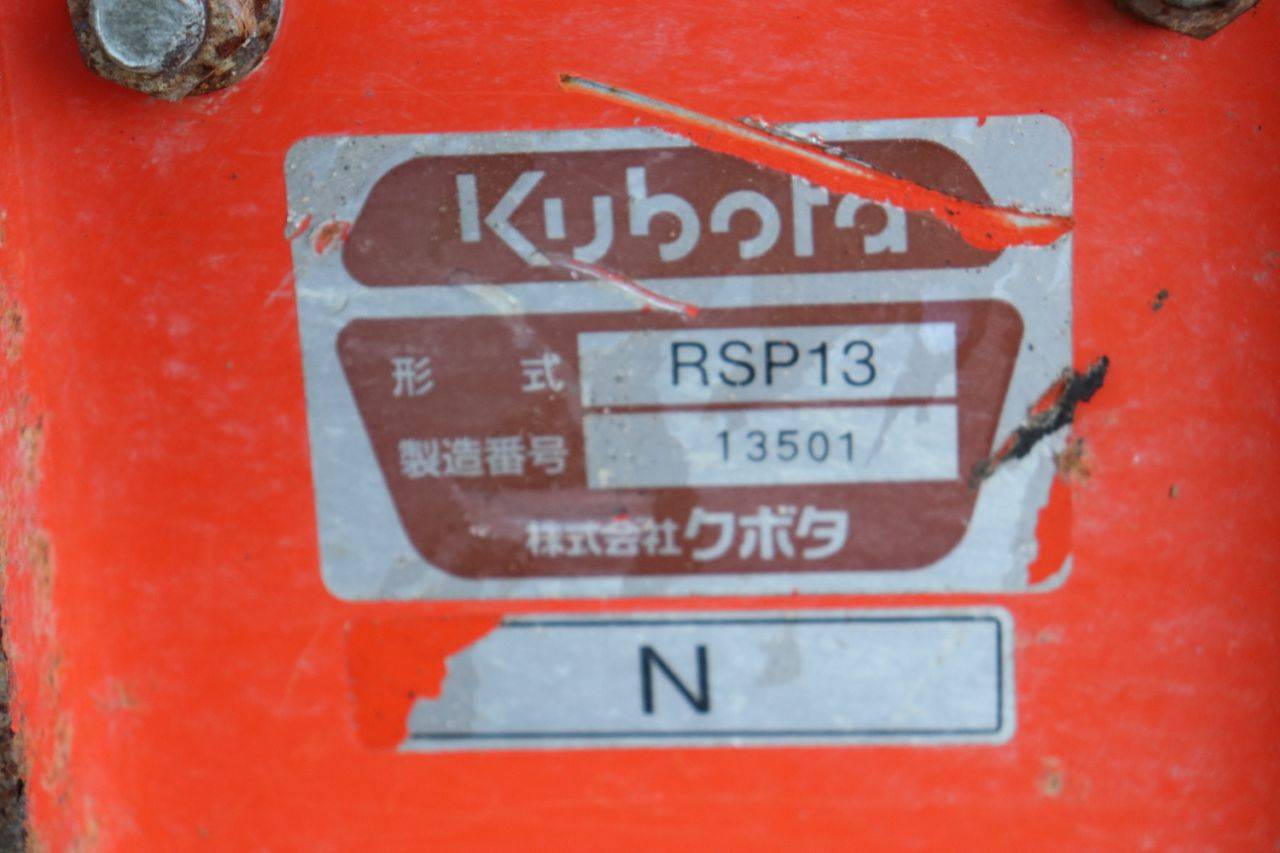 Kubota
形式 RSP13
製造番号 13501
株式会社クボタ
N